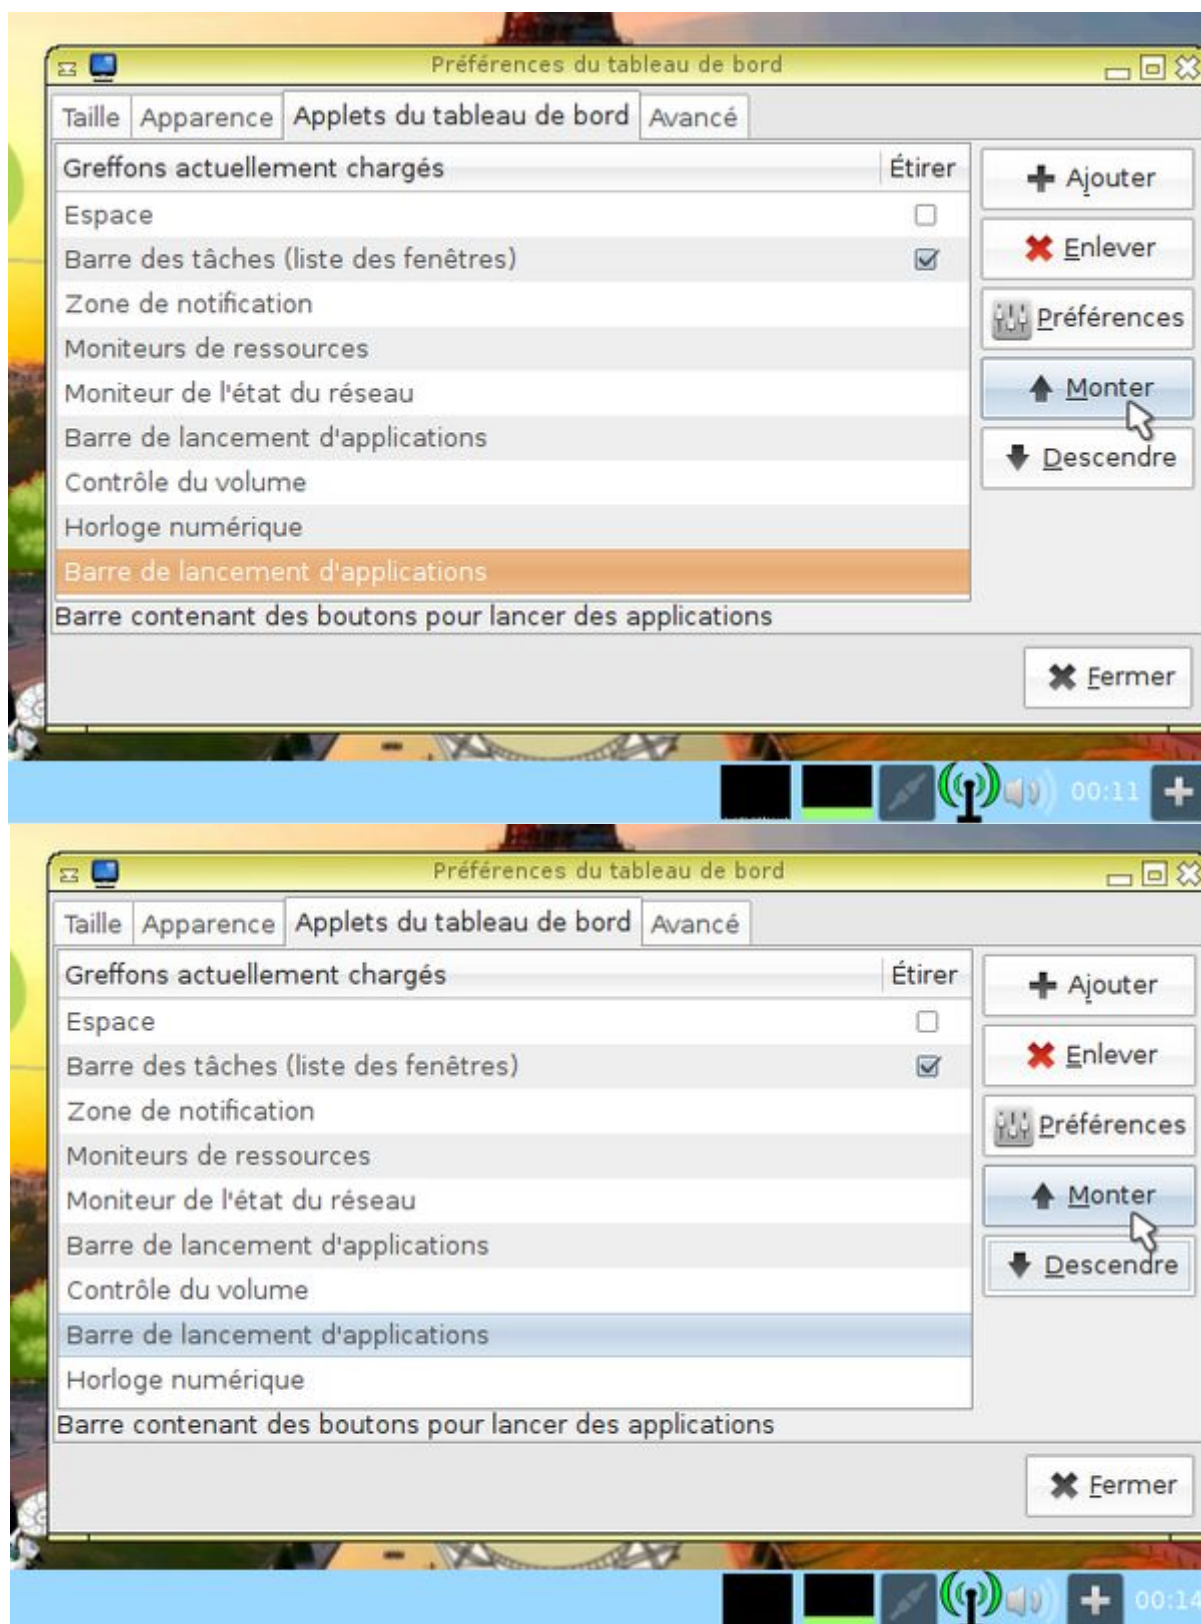 Préférences du tableau de bord
Taille Apparence Applets du tableau de bord Avancé
Greffons actuellement chargés Étirer
Ajouter
Espace
Enlever
Barre des tâches (liste des fenêtres)
Zone de notification
Préférences
Moniteurs de ressources
Moniteur de l'état du réseau
Monter
Barre de lancement d'applications
Descendre
Contrôle du volume
Horloge numérique
Barre de lancement d'applications
Barre contenant des boutons pour lancer des applications
Fermer
00:11
Préférences du tableau de bord
Taille Apparence Applets du tableau de bord Avancé
Greffons actuellement chargés Étirer
Ajouter
Espace
Enlever
Barre des tâches (liste des fenêtres)
Zone de notification
Préférences
Moniteurs de ressources
Moniteur de l'état du réseau
Monter
Barre de lancement d'applications
Descendre
Contrôle du volume
Barre de lancement d'applications
Horloge numérique
Barre contenant des boutons pour lancer des applications
Fermer
00:14